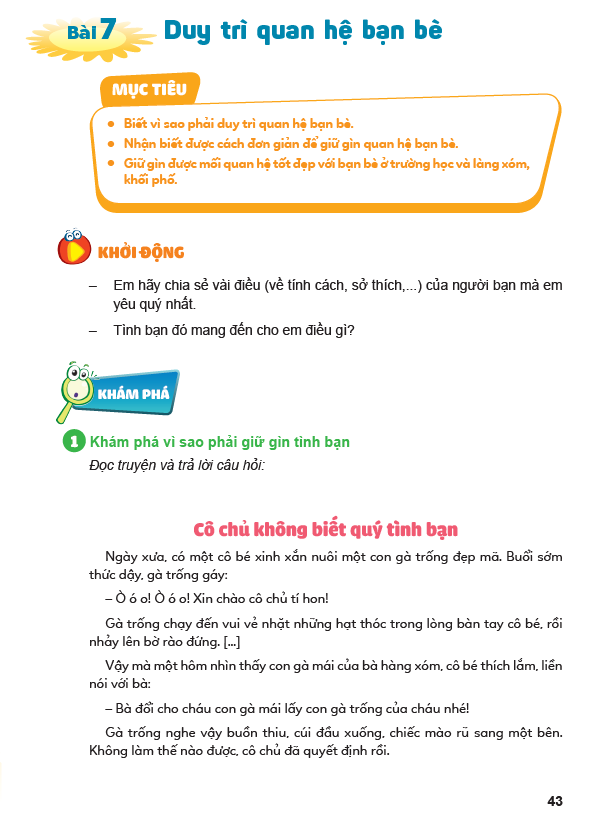 Bài 7
Duy trì quan hệ bạn bè
MỤC TIÊU
• Biết vì sao phải duy trì quan hệ bạn bè.
• Nhận biết được cách đơn giản để giữ gìn quan hệ bạn bè.
• Giữ gìn được mối quan hệ tốt đẹp với bạn bè ở trường học và làng xóm,
khối phố.
KHỞI ĐỘNG
– Em hãy chia sẻ vài điều (về tính cách, sở thích,...) của người bạn mà em
yêu quý nhất.
– Tình bạn đó mang đến cho em điều gì?
KHÁM PHÁ
1 Khám phá vì sao phải giữ gìn tình bạn
Đọc truyện và trả lời câu hỏi:
Cô chủ không biết quý tình bạn
Ngày xưa, có một cô bé xinh xắn nuôi một con gà trống đẹp mã. Buổi sớm
thức dậy, gà trống gáy:
– Ò ó o! Ò ó o! Xin chào cô chủ tí hon!
Gà trống chạy đến vui vẻ nhặt những hạt thóc trong lòng bàn tay cô bé, rồi
nhảy lên bờ rào đứng. [...]
Vậy mà một hôm nhìn thấy con gà mái của bà hàng xóm, cô bé thích lắm, liền
nói với bà:
– Bà đổi cho cháu con gà mái lấy con gà trống của cháu nhé!
Gà trống nghe vậy buồn thiu, cúi đầu xuống, chiếc mào rũ sang một bên.
Không làm thế nào được, cô chủ đã quyết định rồi.
43